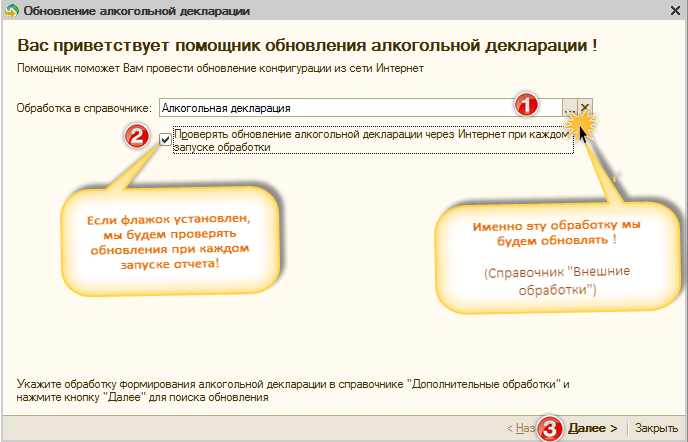 Обновление алкогольной декларации
Вас приветствует помощник обновления алкогольной декларации !
Помощник поможет Вам провести обновление конфигурации из сети Интернет
Обработка в справочнике: Алкогольная декларация 1 ... ×
2 Проверять обновление алкогольной декларации через Интернет при каждом
запуске обработки
Если флажок установлен,
мы будем проверять
обновления при каждом
запуске отчета!
Именно эту обработку мы
будем обновлять !
(Справочник "Внешние
обработки")
Укажите обработку формирования алкогольной декларации в справочнике "Дополнительные обработки" и
нажмите кнопку "Далее" для поиска обновления
< Наз 3 Далее > Закрыть